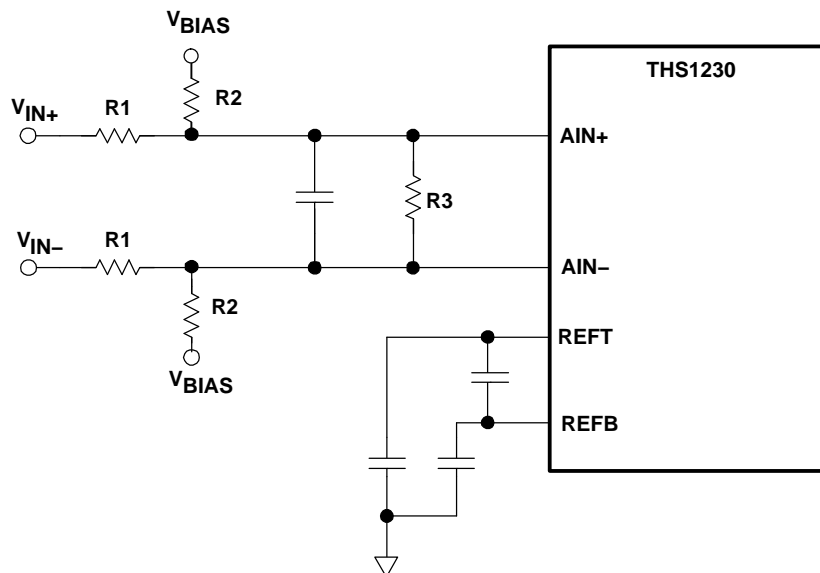 VBIAS
THS1230
R2
R1
VIN+
AIN+
R3
VIN–
R1
AIN–
R2
REFT
VBIAS
REFB